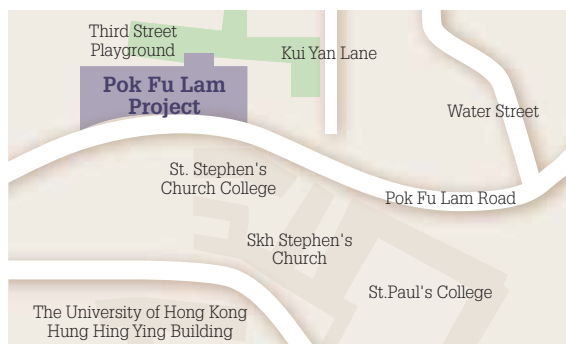 Third Street
Playground
Kui Yan Lane
Pok Fu Lam
Project
Water Street
St. Stephen's
Church College
Pok Fu Lam Road
Skh Stephen's
Church
St.Paul's College
The University of Hong Kong
Hung Hing Ying Building